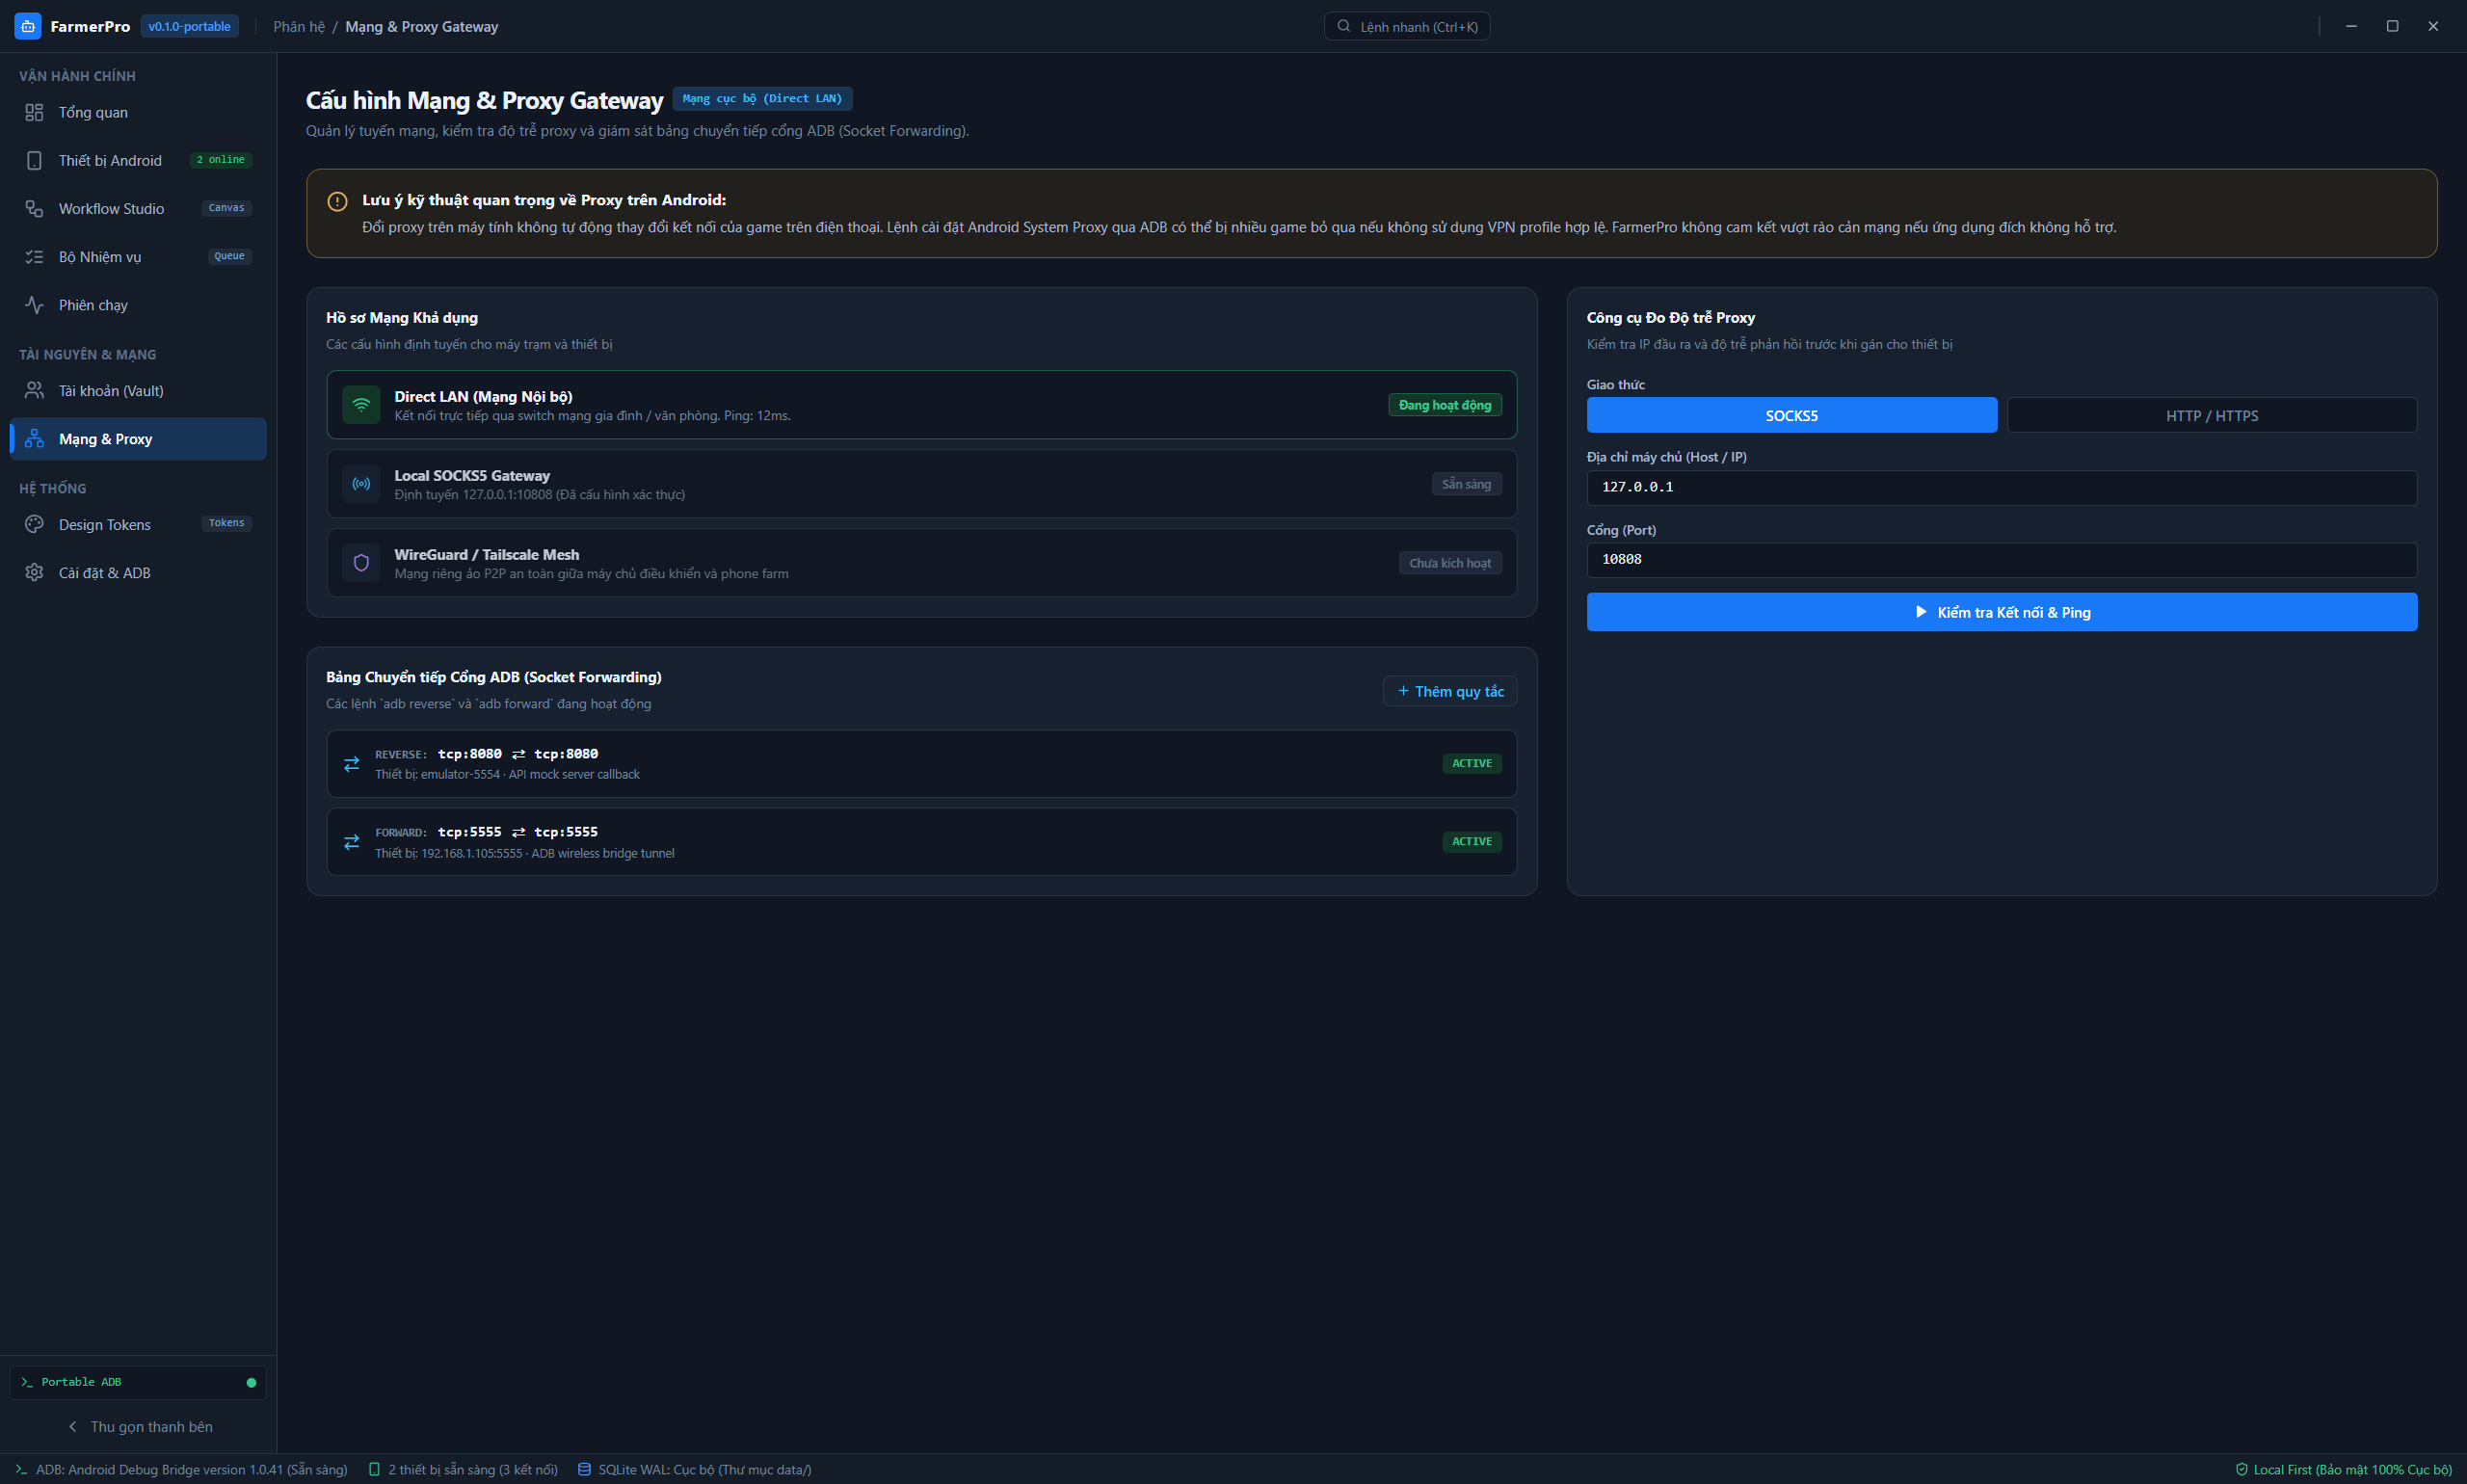 FarmerPro v0.1.0-portable Phân hệ / Mạng & Proxy Gateway Lệnh nhanh (Ctrl+K)
VẬN HÀNH CHÍNH
Tổng quan
Thiết bị Android 2 online
Workflow Studio Canvas
Bộ Nhiệm vụ Queue
Phiên chạy
TÀI NGUYÊN & MẠNG
Tài khoản (Vault)
Mạng & Proxy
HỆ THỐNG
Design Tokens Tokens
Cài đặt & ADB
Portable ADB
Thu gọn thanh bên
Cấu hình Mạng & Proxy Gateway Mạng cục bộ (Direct LAN)
Quản lý tuyến mạng, kiểm tra độ trễ proxy và giám sát bảng chuyển tiếp cổng ADB (Socket Forwarding).
Lưu ý kỹ thuật quan trọng về Proxy trên Android:
Đổi proxy trên máy tính không tự động thay đổi kết nối của game trên điện thoại. Lệnh cài đặt Android System Proxy qua ADB có thể bị nhiều game bỏ qua nếu không sử dụng VPN profile hợp lệ. FarmerPro không cam kết vượt rào cản mạng nếu ứng dụng đích không hỗ trợ.
Hồ sơ Mạng Khả dụng
Các cấu hình định tuyến cho máy trạm và thiết bị
Direct LAN (Mạng Nội bộ)
Kết nối trực tiếp qua switch mạng gia đình / văn phòng. Ping: 12ms.
Đang hoạt động
Local SOCKS5 Gateway
Định tuyến 127.0.0.1:10808 (Đã cấu hình xác thực)
Sẵn sàng
WireGuard / Tailscale Mesh
Mạng riêng ảo P2P an toàn giữa máy chủ điều khiển và phone farm
Chưa kích hoạt
Bảng Chuyển tiếp Cổng ADB (Socket Forwarding)
Các lệnh `adb reverse` và `adb forward` đang hoạt động
+ Thêm quy tắc
REVERSE: tcp:8080 ⇄ tcp:8080
Thiết bị: emulator-5554 · API mock server callback
ACTIVE
FORWARD: tcp:5555 ⇄ tcp:5555
Thiết bị: 192.168.1.105:5555 · ADB wireless bridge tunnel
ACTIVE
Công cụ Đo Độ trễ Proxy
Kiểm tra IP đầu ra và độ trễ phản hồi trước khi gán cho thiết bị
Giao thức
SOCKS5 HTTP / HTTPS
Địa chỉ máy chủ (Host / IP)
127.0.0.1
Cổng (Port)
10808
Kiểm tra Kết nối & Ping
ADB: Android Debug Bridge version 1.0.41 (Sẵn sàng) 2 thiết bị sẵn sàng (3 kết nối) SQLite WAL: Cục bộ (Thư mục data/) Local First (Bảo mật 100% Cục bộ)